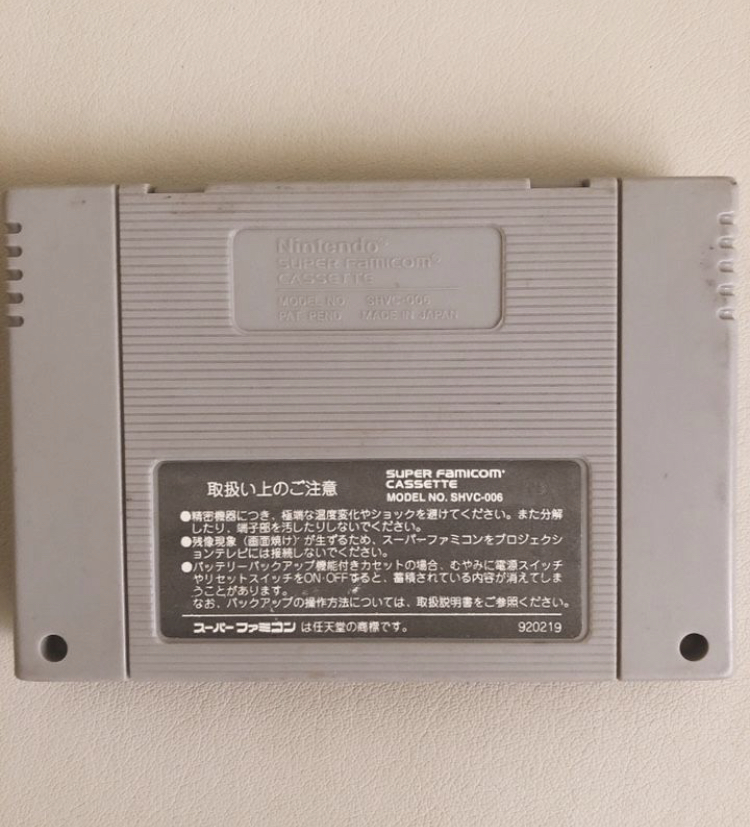 Nintendo®
SUPER FAMICOM®
CASSETTE
MODEL NO. SHVC-006
PAT. PEND. MADE IN JAPAN
取扱い上のご注意
SUPER FAMICOM®
CASSETTE
MODEL NO. SHVC-006
●精密機器につき、極端な温度変化やショックを避けてください。また分解
したり、端子部を汚したりしないでください。
●残像現象(画面焼け)が生ずるため、スーパーファミコンをプロジェクシ
ョンテレビには接続しないでください。
●バッテリーバックアップ機能付きカセットの場合、むやみに電源スイッチ
やリセットスイッチをON・OFFすると、蓄積されている内容が消えてしま
うことがあります。
なお、バックアップの操作方法については、取扱説明書をご参照ください。
スーパーファミコン は任天堂の商標です。
920219